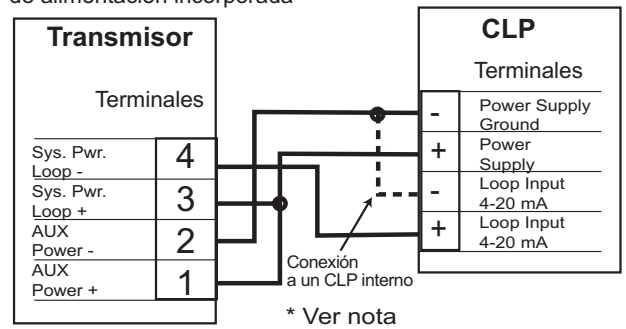 de alimentación incorporada
Transmisor
Terminales
Sys. Pwr.
Loop -
4
Sys. Pwr.
Loop +
3
AUX
Power -
2
AUX
Power +
1
CLP
Terminales
-
Power Supply
Ground
+
Power
Supply
-
Loop Input
4-20 mA
+
Loop Input
4-20 mA
Conexión
a un CLP interno
* Ver nota